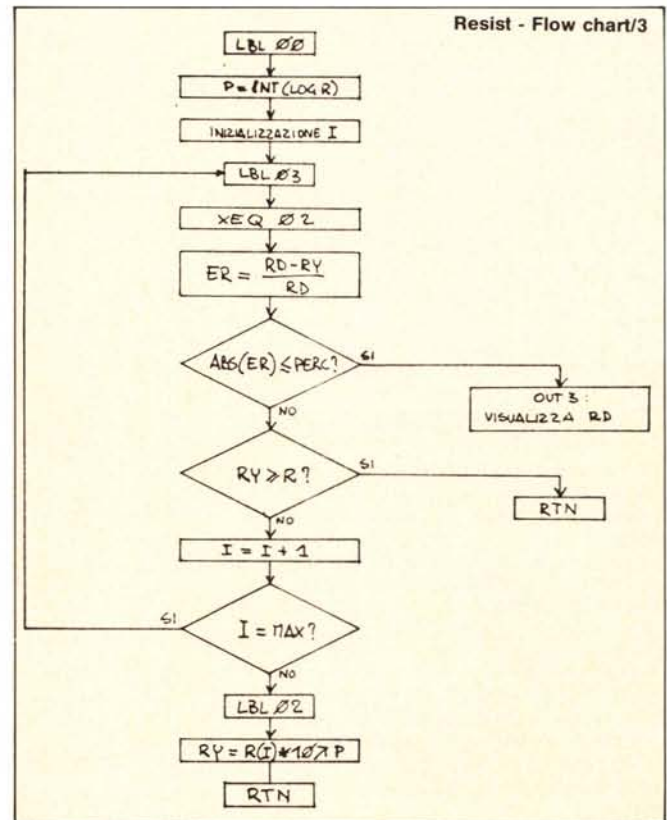 Resist - Flow chart/3
LBL ØØ
P = INT (LOG R)
INIZIALIZZAZIONE I
LBL Ø3
XEQ Ø2
ER = RD-RY
RD
ABS(ER) ≤ PERC?
SI
OUT 3:
VISUALIZZA RD
NO
RY ≥ R?
SI
RTN
NO
I = I + 1
SI
I = MAX?
NO
LBL Ø2
RY = R(I) * 1Ø↗ P
RTN